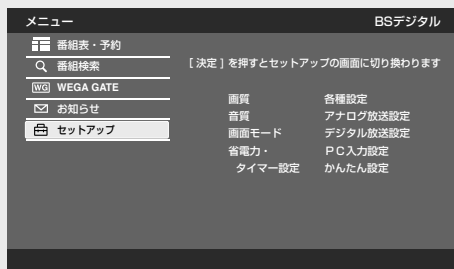 メニュー
BSデジタル
番組表・予約
番組検索
WG WEGA GATE
お知らせ
セットアップ
[ 決定 ] を押すとセットアップの画面に切り換わります
画質 各種設定
音質 アナログ放送設定
画面モード デジタル放送設定
省電力・ ＰＣ入力設定
タイマー設定 かんたん設定